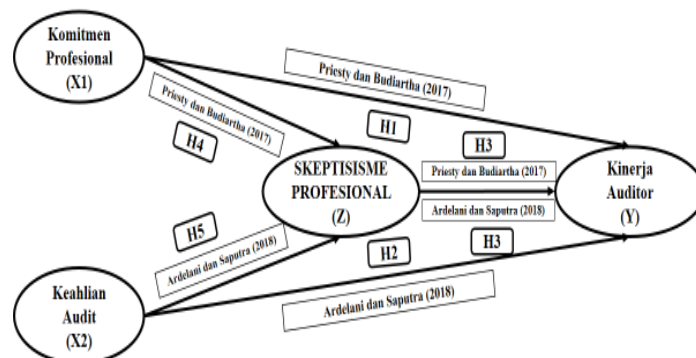 Komitmen
Profesional
(X1)
Priesty dan Budiartha (2017)
Priesty dan Budiartha (2017)
H1
H4
H3
SKEPTISISME
PROFESIONAL
(Z)
Priesty dan Budiartha (2017)
Ardelani dan Saputra (2018)
Kinerja
Auditor
(Y)
H5
Ardelani dan Saputra (2018)
H2
H3
Ardelani dan Saputra (2018)
Keahlian
Audit
(X2)